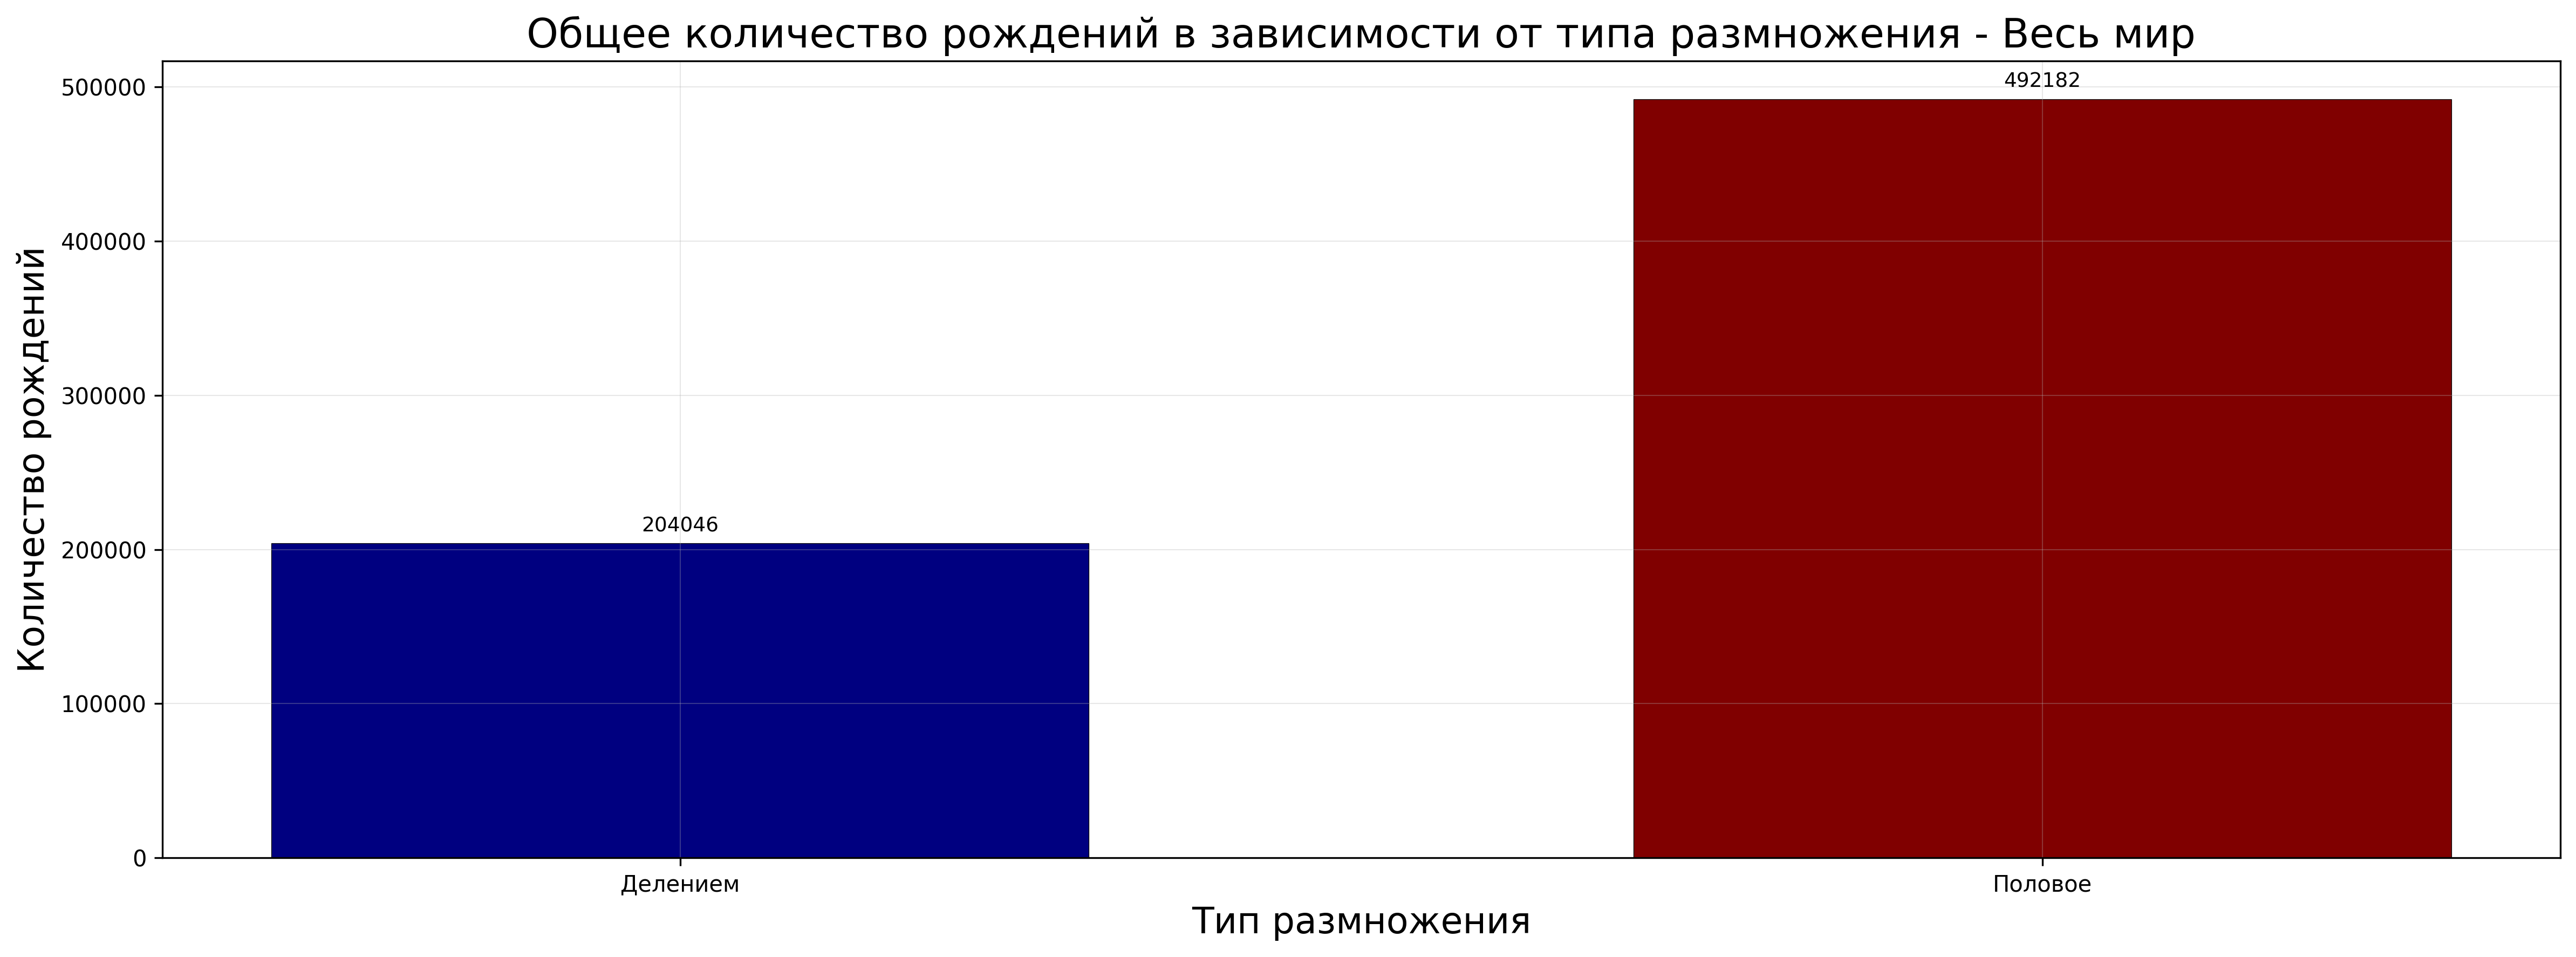 Общее количество рождений в зависимости от типа размножения - Весь мир
Количество рождений
500000
400000
300000
200000
100000
0
204046
492182
Делением
Половое
Тип размножения